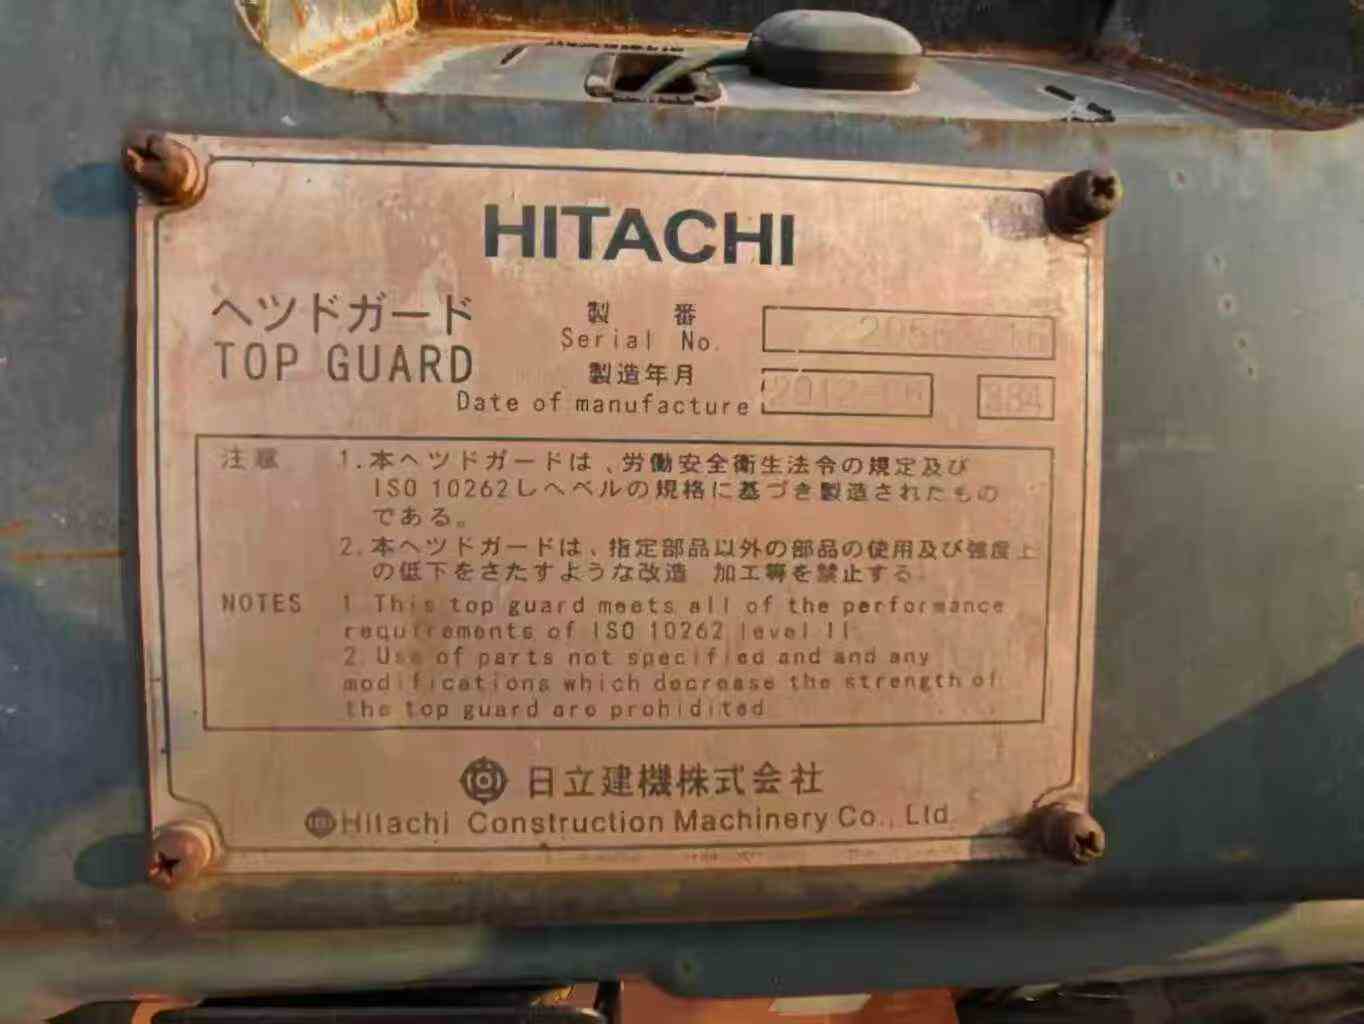 HITACHI
ヘツドガード
TOP GUARD
製 番
Serial No.
製造年月
Date of manufacture
2012-
384
注意 1.本ヘツドガードは、労働安全衛生法令の規定及び
ISO 10262レベルの規格に基づき製造されたもの
である。
2.本ヘツドガードは、指定部品以外の部品の使用及び強度上
の低下をきたすような改造 加工等を禁止する
NOTES 1 This top guard meets all of the performance
requirements of ISO 10262 level II
2. Use of parts not specified and and any
modifications which decrease the strength of
the top guard are prohidited
日立建機株式会社
Hitachi Construction Machinery Co., Ltd.